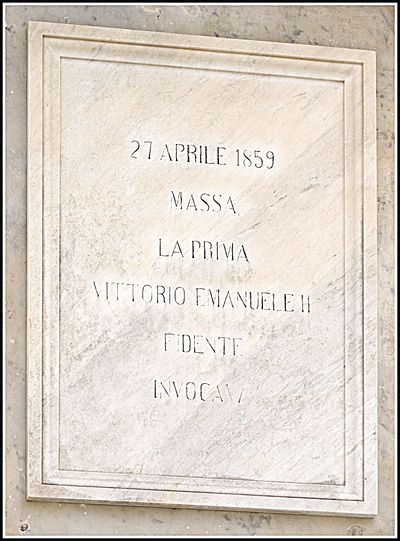 27 APRILE 1859
MASSA
LA PRIMA
VITTORIO EMANUELE II
FIDENTE
INVOCAVA